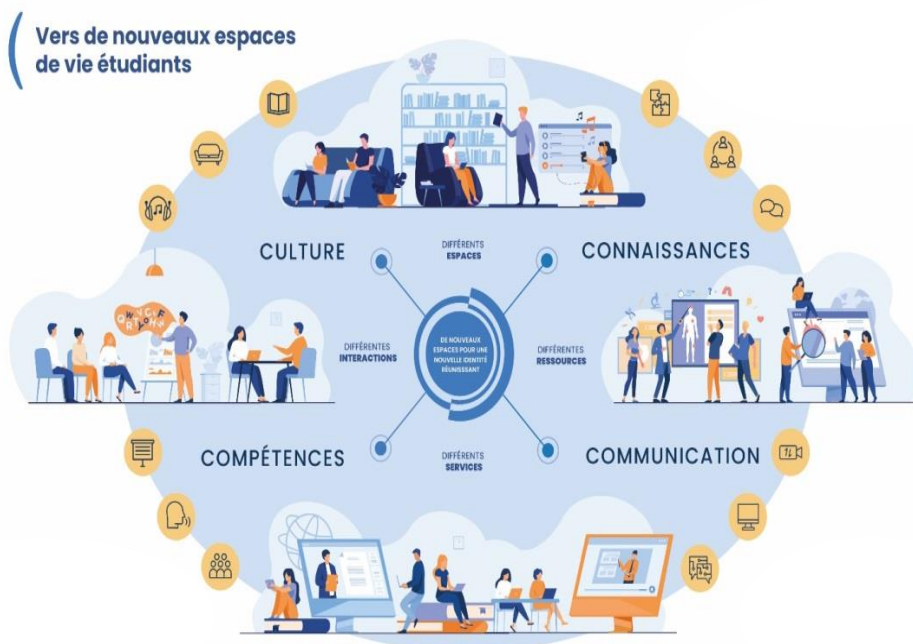 Vers de nouveaux espaces
de vie étudiants
CULTURE
DIFFÉRENTS
ESPACES
CONNAISSANCES
DIFFÉRENTES
INTERACTIONS
DE NOUVEAUX
ESPACES POUR UNE
NOUVELLE IDENTITÉ
RÉUNISSSANT
DIFFÉRENTES
RESSOURCES
COMPÉTENCES
DIFFÉRENTS
SERVICES
COMMUNICATION